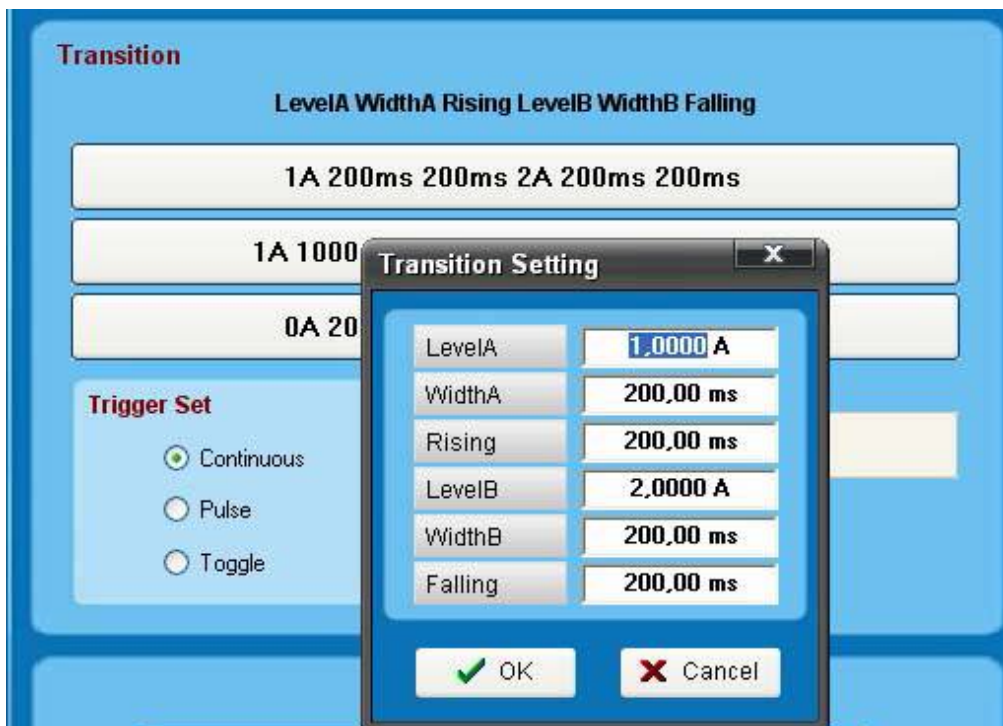 Transition
LevelA WidthA Rising LevelB WidthB Falling
1A 200ms 200ms 2A 200ms 200ms
1A 1000
0A 20
Transition Setting
X
LevelA 1,0000 A
WidthA 200,00 ms
Rising 200,00 ms
LevelB 2,0000 A
WidthB 200,00 ms
Falling 200,00 ms
OK Cancel
Trigger Set
Continuous
Pulse
Toggle